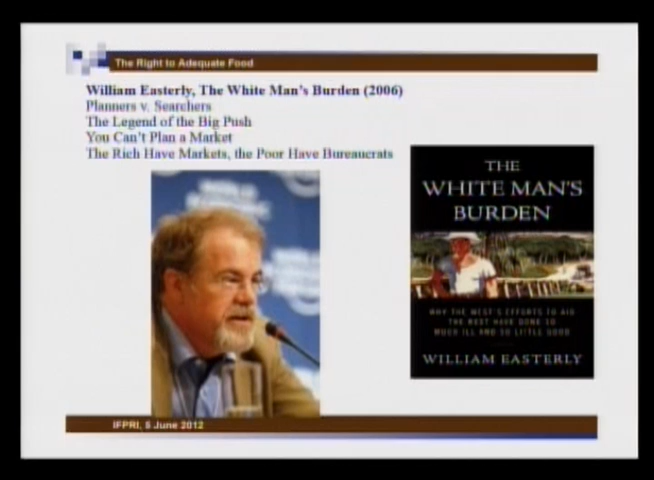 The Right to Adequate Food
William Easterly, The White Man's Burden (2006)
Planners v. Searchers
The Legend of the Big Push
You Can't Plan a Market
The Rich Have Markets, the Poor Have Bureaucrats
THE
WHITE MAN'S
BURDEN
WHY THE WEST'S EFFORTS TO AID
THE REST HAVE DONE SO
MUCH ILL AND SO LITTLE GOOD
WILLIAM EASTERLY
IFPRI, 5 June 2012